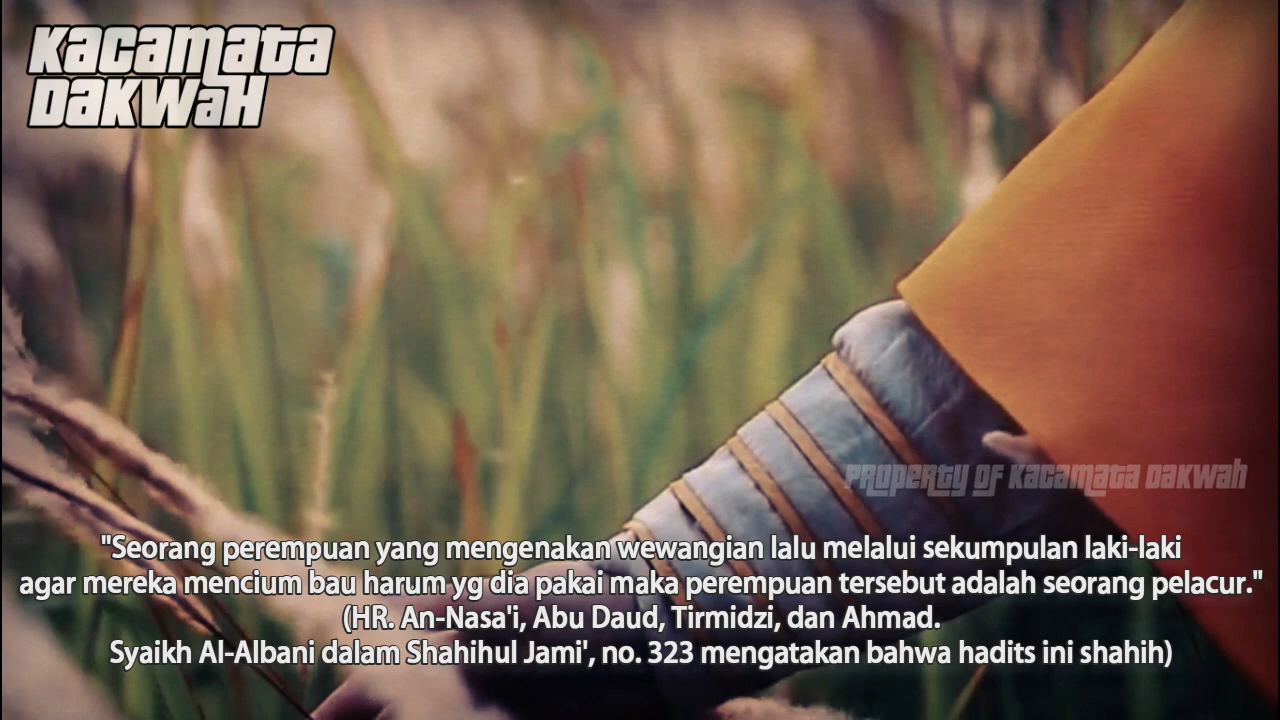 Kacamata
Dakwah
Property of Kacamata Dakwah
"Seorang perempuan yang mengenakan wewangian lalu melalui sekumpulan laki-laki
agar mereka mencium bau harum yg dia pakai maka perempuan tersebut adalah seorang pelacur."
(HR. An-Nasa'i, Abu Daud, Tirmidzi, dan Ahmad.
Syaikh Al-Albani dalam Shahihul Jami', no. 323 mengatakan bahwa hadits ini shahih)